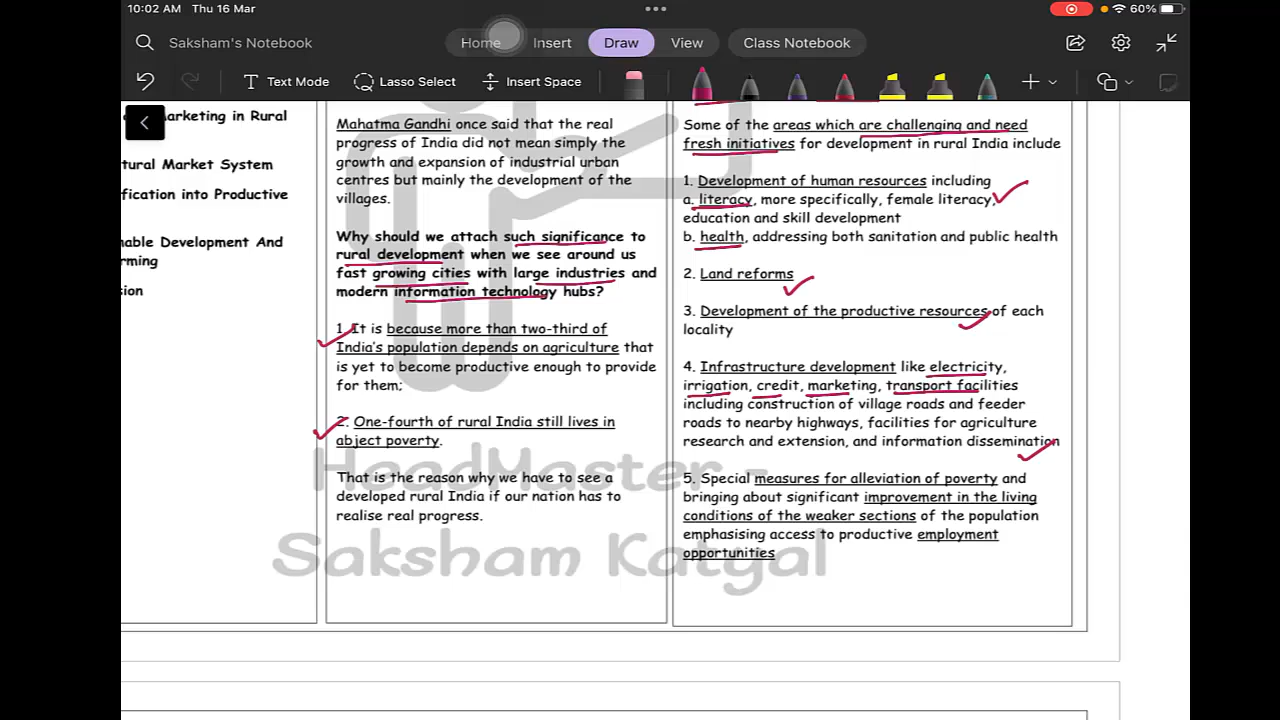 10:02 AM Thu 16 Mar
60%
Saksham's Notebook
Home
Insert
Draw
View
Class Notebook
Text Mode
Lasso Select
Insert Space
Marketing in Rural
tural Market System
ification into Productive
nable Development And
rming
sion
Mahatma Gandhi once said that the real
progress of India did not mean simply the
growth and expansion of industrial urban
centres but mainly the development of the
villages.
Why should we attach such significance to
rural development when we see around us
fast growing cities with large industries and
modern information technology hubs?
1. It is because more than two-third of
India's population depends on agriculture that
is yet to become productive enough to provide
for them;
2. One-fourth of rural India still lives in
abject poverty.
That is the reason why we have to see a
developed rural India if our nation has to
realise real progress.
Some of the areas which are challenging and need
fresh initiatives for development in rural India include
1. Development of human resources including
a. literacy, more specifically, female literacy,
education and skill development
b. health, addressing both sanitation and public health
2. Land reforms
3. Development of the productive resources of each
locality
4. Infrastructure development like electricity,
irrigation, credit, marketing, transport facilities
including construction of village roads and feeder
roads to nearby highways, facilities for agriculture
research and extension, and information dissemination
5. Special measures for alleviation of poverty and
bringing about significant improvement in the living
conditions of the weaker sections of the population
emphasising access to productive employment
opportunities
HeadMaster -
Saksham Katyal